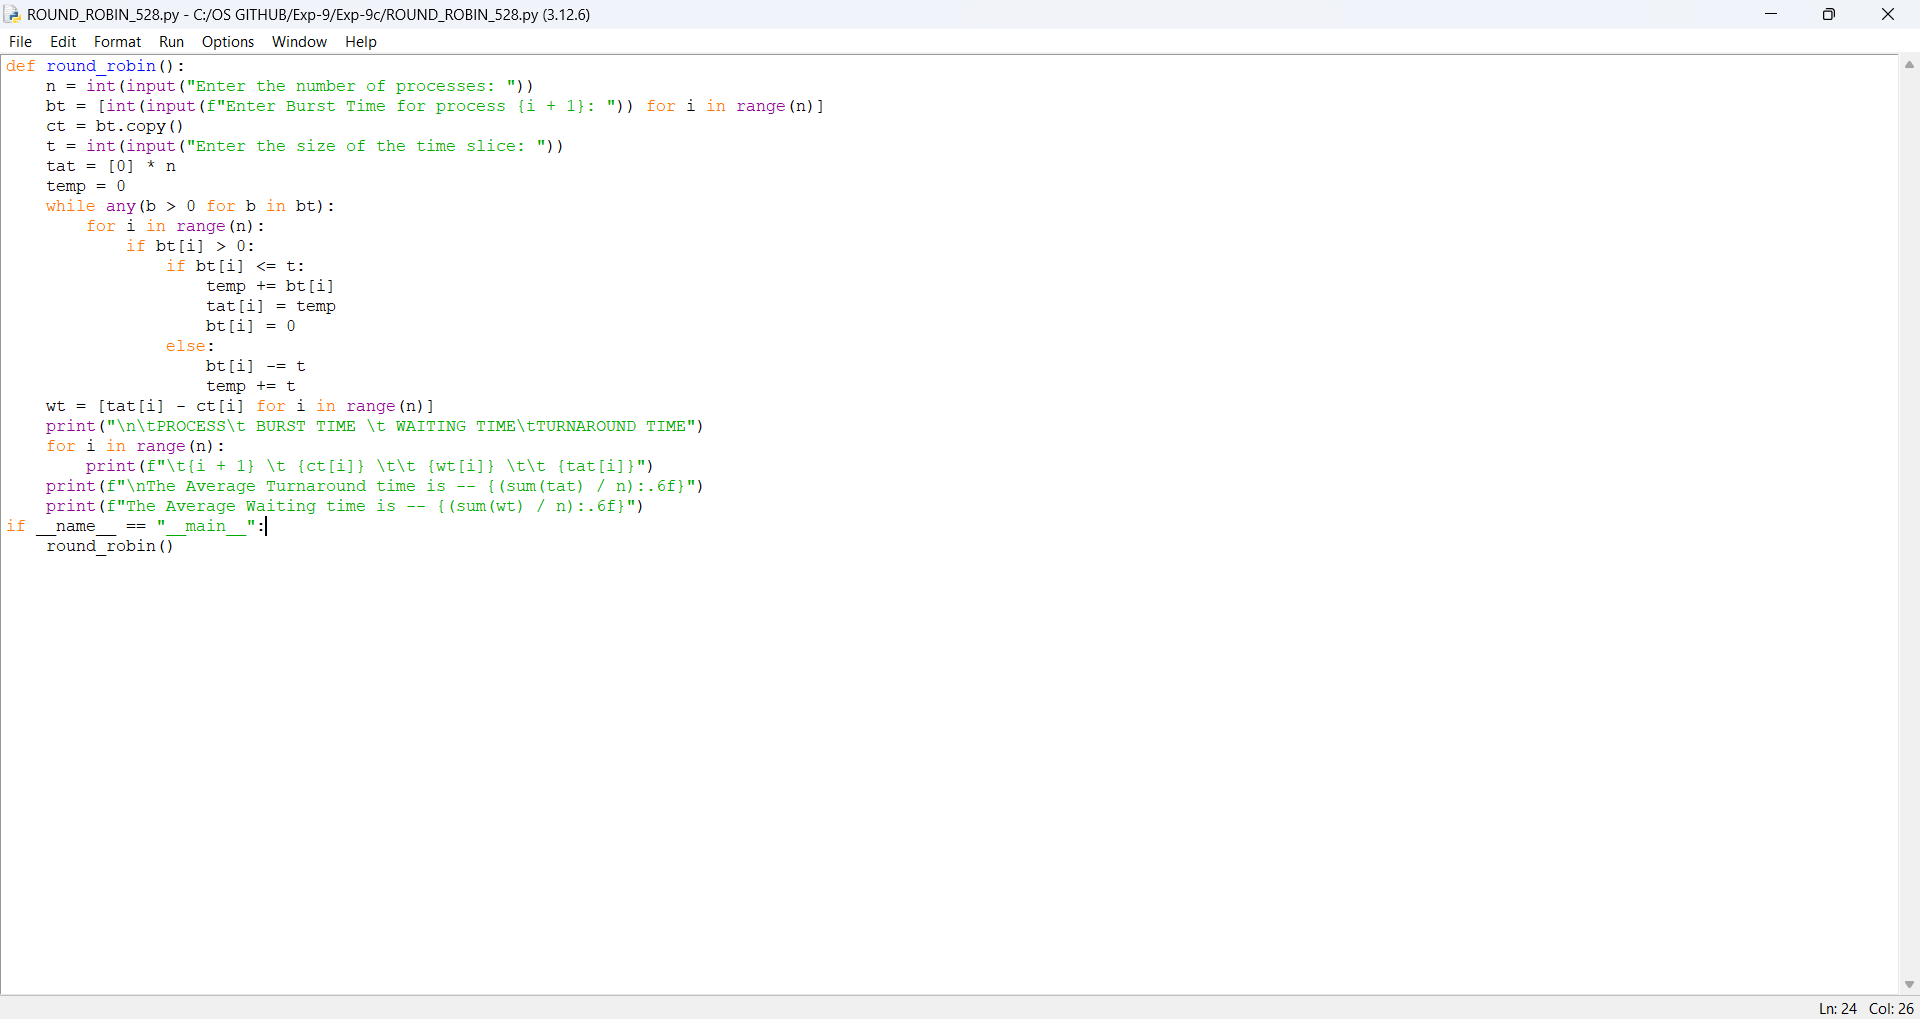 ROUND_ROBIN_528.py - C:/OS GITHUB/Exp-9/Exp-9c/ROUND_ROBIN_528.py (3.12.6)
File Edit Format Run Options Window Help
def round_robin():
    n = int(input("Enter the number of processes: "))
    bt = [int(input(f"Enter Burst Time for process {i + 1}: ")) for i in range(n)]
    ct = bt.copy()
    t = int(input("Enter the size of the time slice: "))
    tat = [0] * n
    temp = 0
    while any(b > 0 for b in bt):
        for i in range(n):
            if bt[i] > 0:
                if bt[i] <= t:
                    temp += bt[i]
                    tat[i] = temp
                    bt[i] = 0
                else:
                    bt[i] -= t
                    temp += t
    wt = [tat[i] - ct[i] for i in range(n)]
    print("\n\tPROCESS\t BURST TIME \t WAITING TIME\tTURNAROUND TIME")
    for i in range(n):
        print(f"\t{i + 1} \t {ct[i]} \t\t {wt[i]} \t\t {tat[i]}")
    print(f"\nThe Average Turnaround time is -- {(sum(tat) / n):.6f}")
    print(f"The Average Waiting time is -- {(sum(wt) / n):.6f}")
if __name__ == "__main__":
    round_robin()
Ln: 24 Col: 26